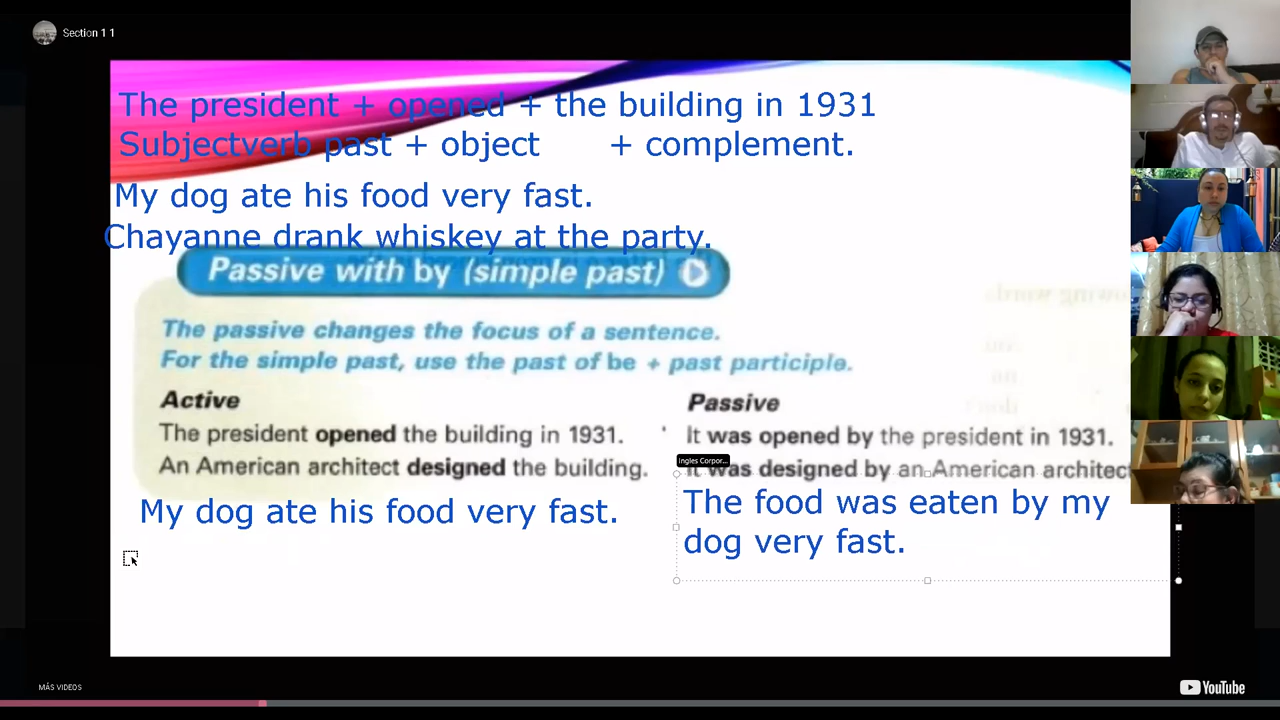 Section 1 1
The president + opened + the building in 1931
Subjectverb past + object + complement.
My dog ate his food very fast.
Chayanne drank whiskey at the party.
Passive with by (simple past)
The passive changes the focus of a sentence.
For the simple past, use the past of be + past participle.
Active
The president opened the building in 1931.
An American architect designed the building.
Passive
It was opened by the president in 1931.
Ingles Corpor...
It was designed by an American architect
My dog ate his food very fast.
The food was eaten by my
dog very fast.
MÁS VIDEOS
YouTube